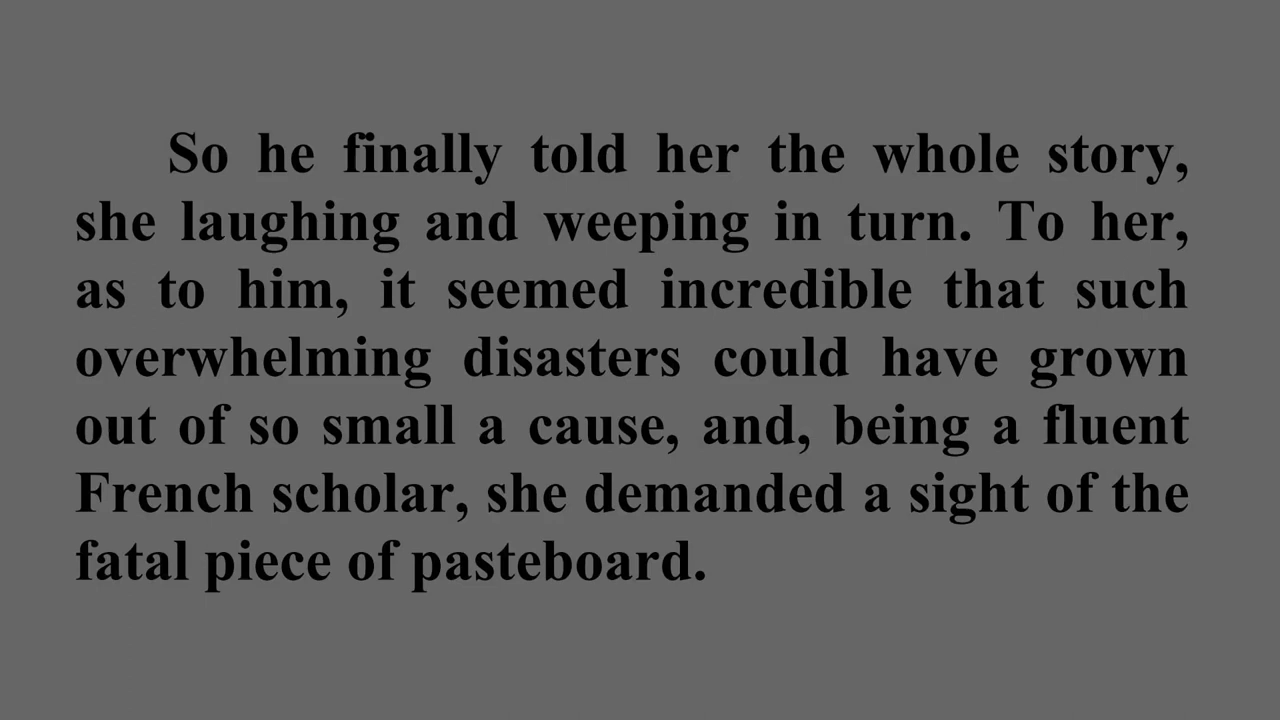 So he finally told her the whole story,
she laughing and weeping in turn. To her,
as to him, it seemed incredible that such
overwhelming disasters could have grown
out of so small a cause, and, being a fluent
French scholar, she demanded a sight of the
fatal piece of pasteboard.